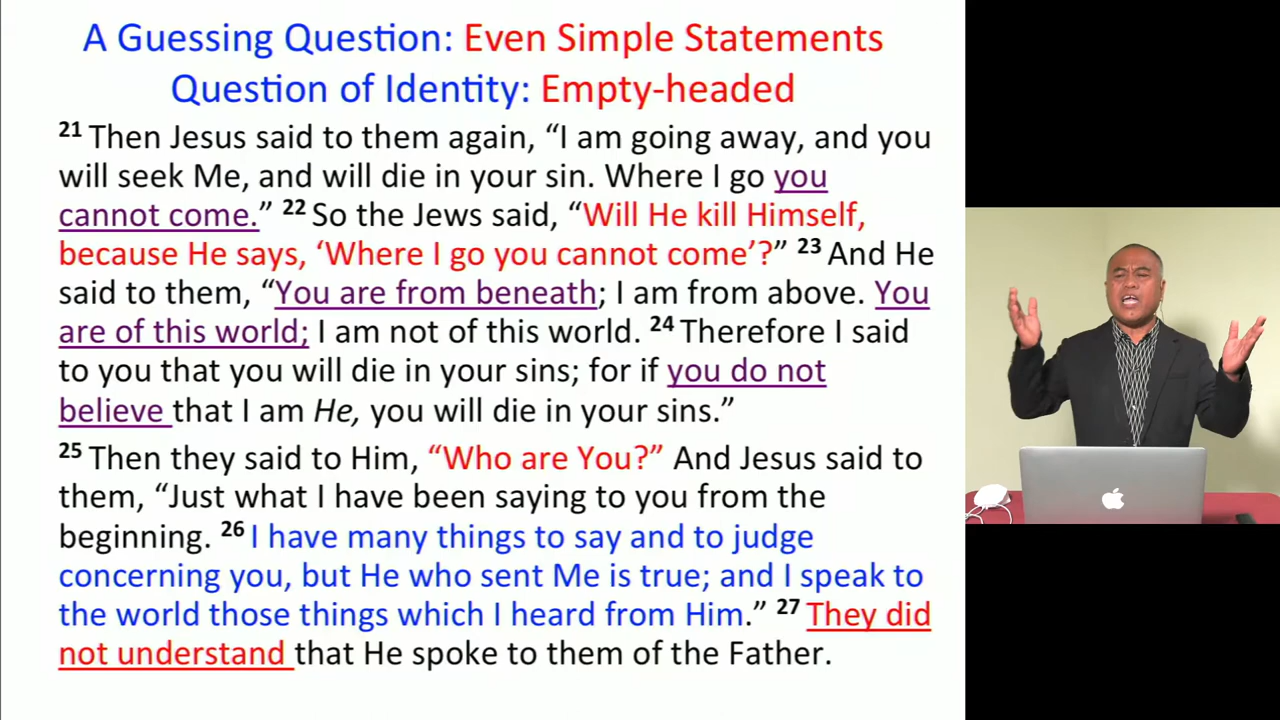 A Guessing Question: Even Simple Statements
Question of Identity: Empty-headed
21 Then Jesus said to them again, “I am going away, and you
will seek Me, and will die in your sin. Where I go you
cannot come.” 22 So the Jews said, “Will He kill Himself,
because He says, ‘Where I go you cannot come’?” 23 And He
said to them, “You are from beneath; I am from above. You
are of this world; I am not of this world. 24 Therefore I said
to you that you will die in your sins; for if you do not
believe that I am He, you will die in your sins.”
25 Then they said to Him, “Who are You?” And Jesus said to
them, “Just what I have been saying to you from the
beginning. 26 I have many things to say and to judge
concerning you, but He who sent Me is true; and I speak to
the world those things which I heard from Him.” 27 They did
not understand that He spoke to them of the Father.